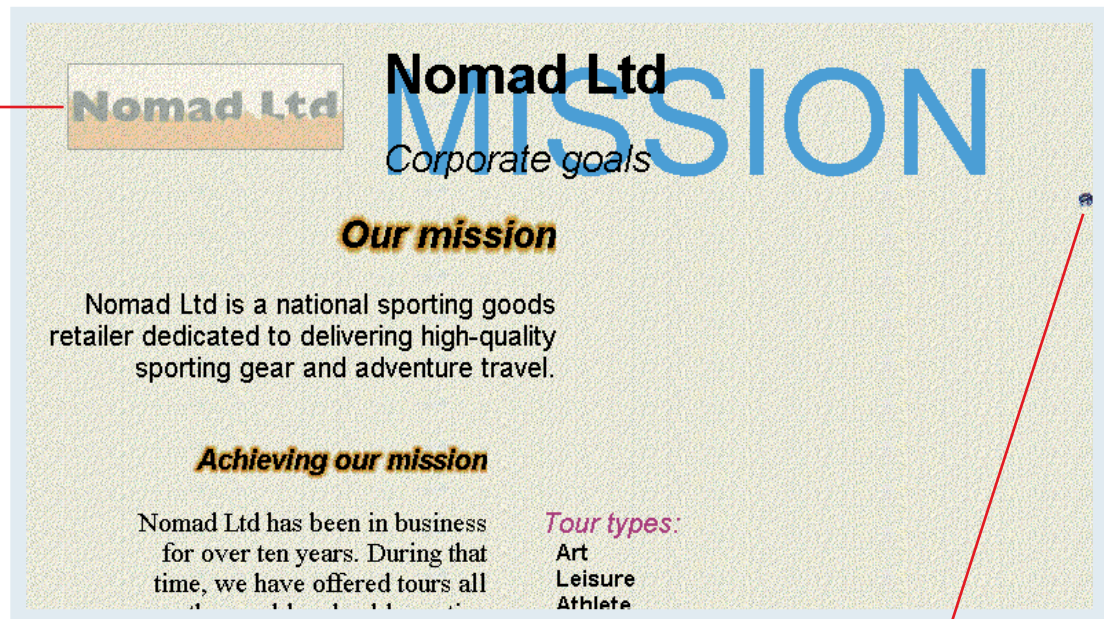 Nomad Ltd
Nomad Ltd
MISSION
Corporate goals
Our mission
Nomad Ltd is a national sporting goods
retailer dedicated to delivering high-quality
sporting gear and adventure travel.
Achieving our mission
Nomad Ltd has been in business
for over ten years. During that
time, we have offered tours all
Tour types:
Art
Leisure
Athlete